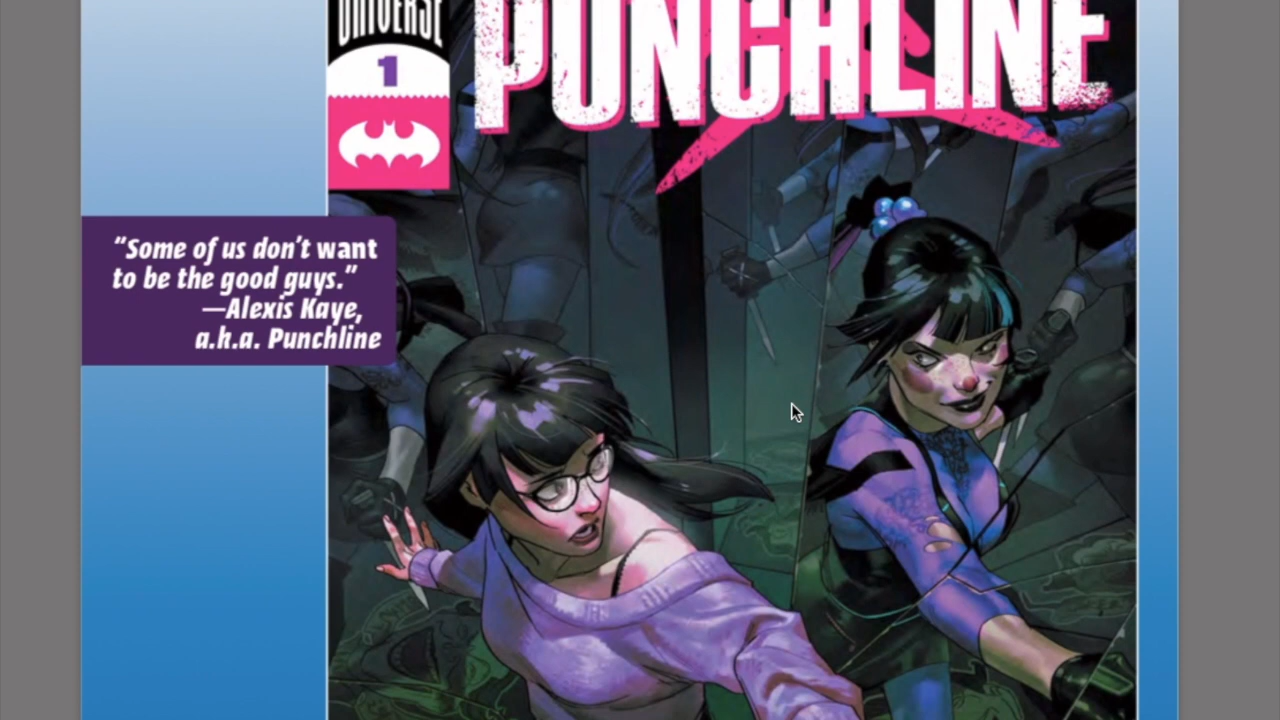 UNIVERSE
PUNCHLINE
1
“Some of us don’t want
to be the good guys.”
—Alexis Kaye,
a.h.a. Punchline